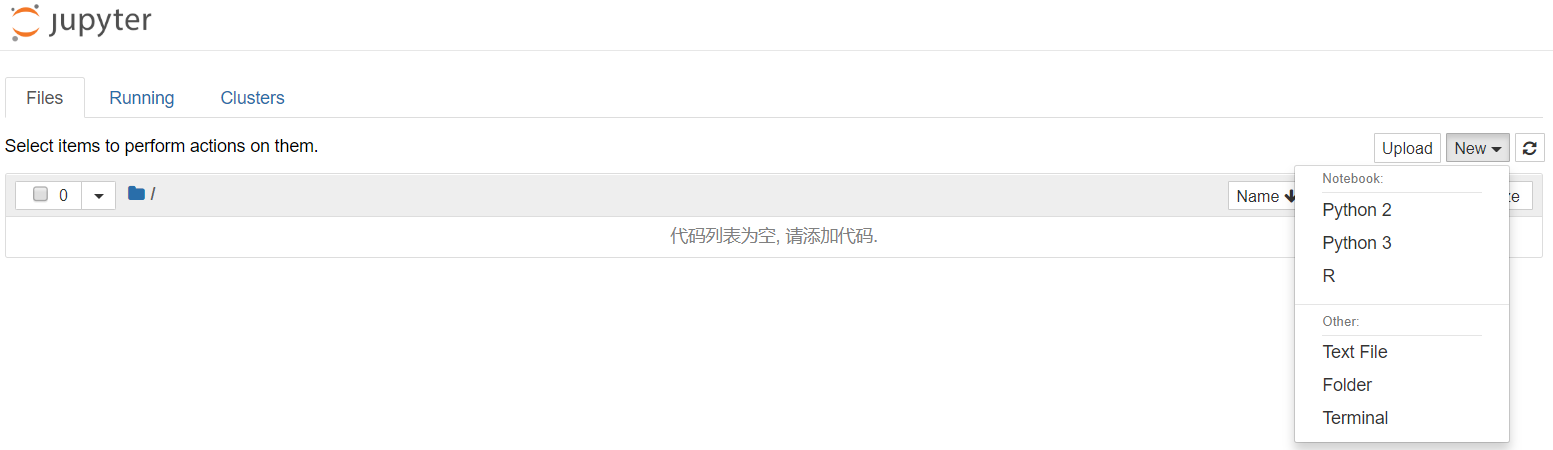 jupyter
Files Running Clusters
Select items to perform actions on them.
Upload New
0 / Name
代码列表为空, 请添加代码.
Notebook:
Python 2
Python 3
R
Other:
Text File
Folder
Terminal